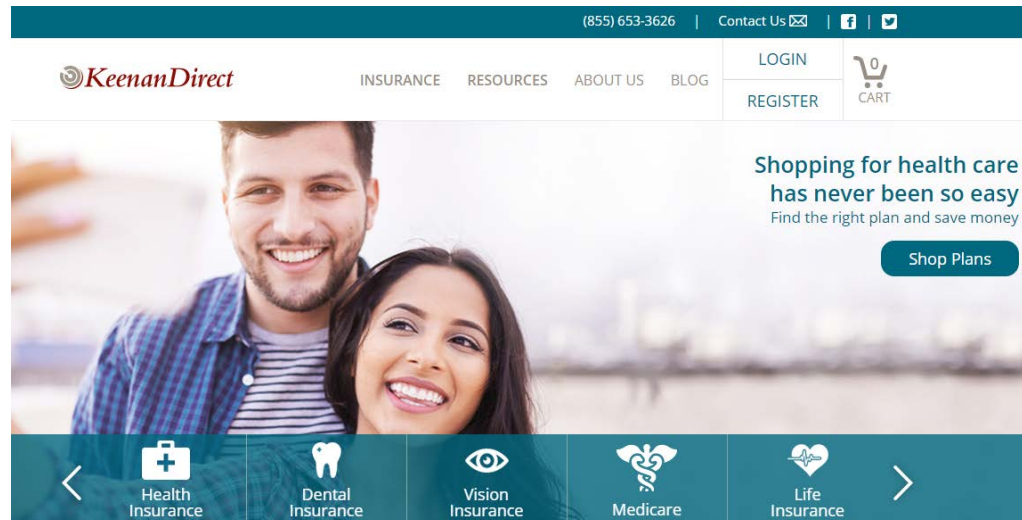 (855) 653-3626 | Contact Us | f |
KeenanDirect
INSURANCE RESOURCES ABOUT US BLOG
LOGIN
REGISTER
0
CART
Shopping for health care
has never been so easy
Find the right plan and save money
Shop Plans
Health
Insurance
Dental
Insurance
Vision
Insurance
Medicare
Life
Insurance